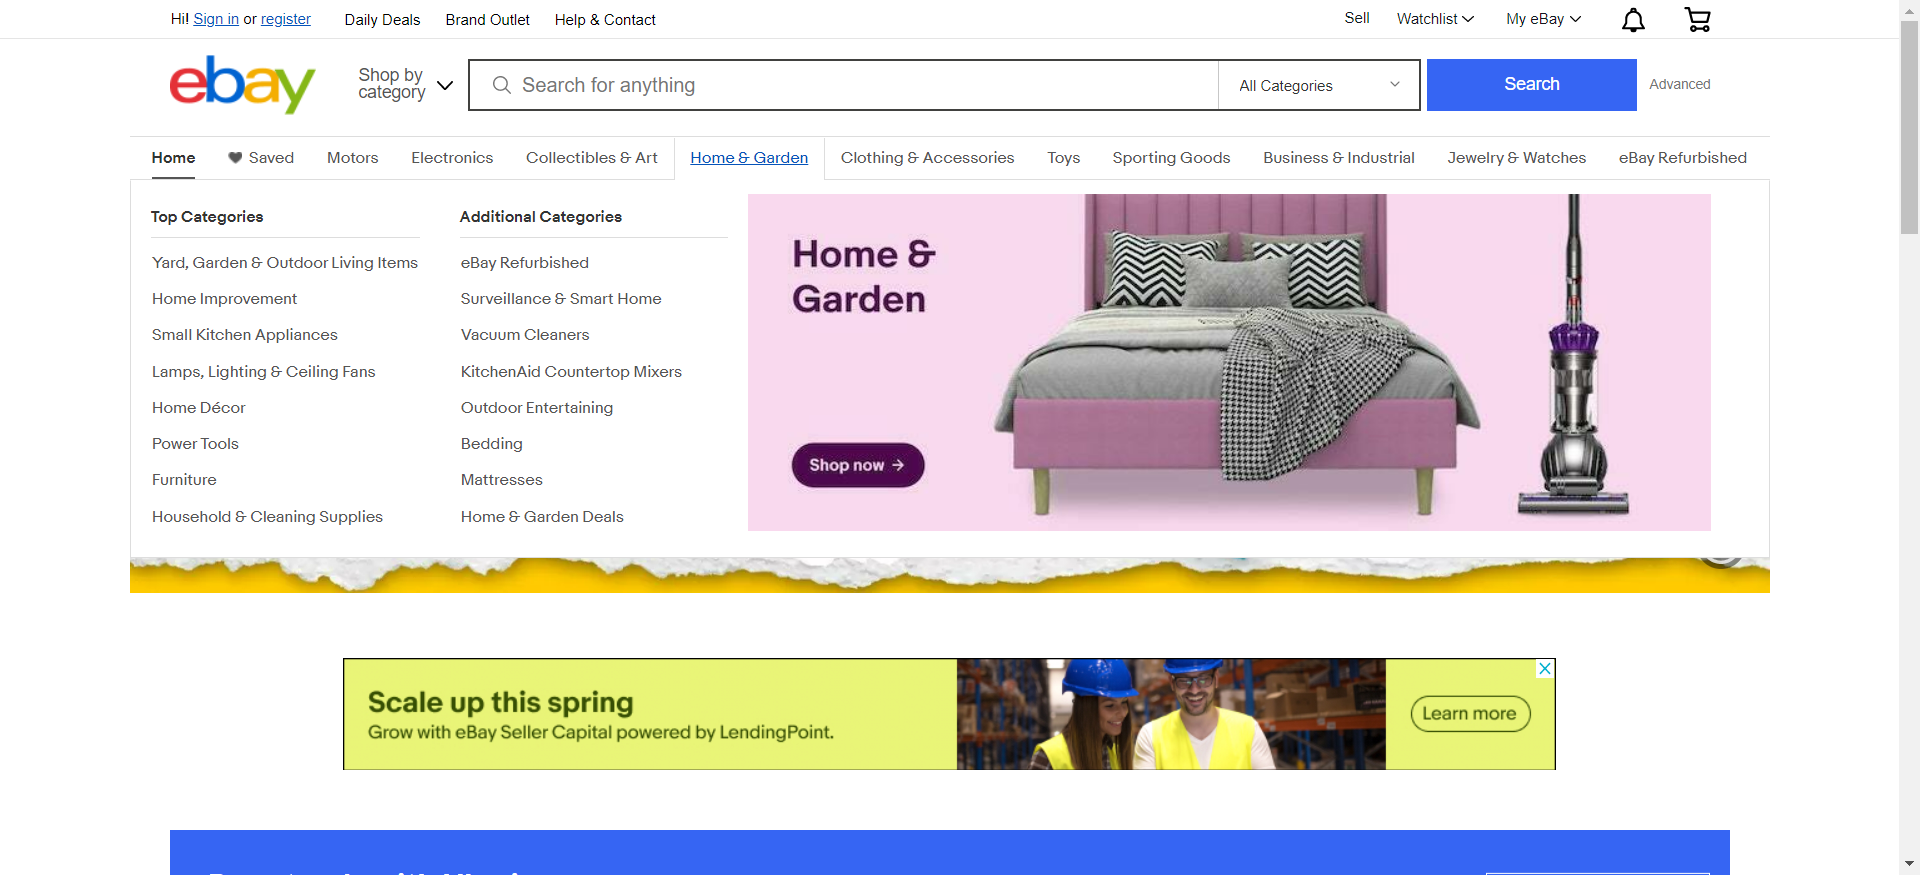 Hi! Sign in or register
Daily Deals
Brand Outlet
Help & Contact
Sell
Watchlist
My eBay
ebay
Shop by
category
Search for anything
All Categories
Search
Advanced
Home
Saved
Motors
Electronics
Collectibles & Art
Home & Garden
Clothing & Accessories
Toys
Sporting Goods
Business & Industrial
Jewelry & Watches
eBay Refurbished
Top Categories
Yard, Garden & Outdoor Living Items
Home Improvement
Small Kitchen Appliances
Lamps, Lighting & Ceiling Fans
Home Décor
Power Tools
Furniture
Household & Cleaning Supplies
Additional Categories
eBay Refurbished
Surveillance & Smart Home
Vacuum Cleaners
KitchenAid Countertop Mixers
Outdoor Entertaining
Bedding
Mattresses
Home & Garden Deals
Home &
Garden
Shop now →
Scale up this spring
Grow with eBay Seller Capital powered by LendingPoint.
Learn more